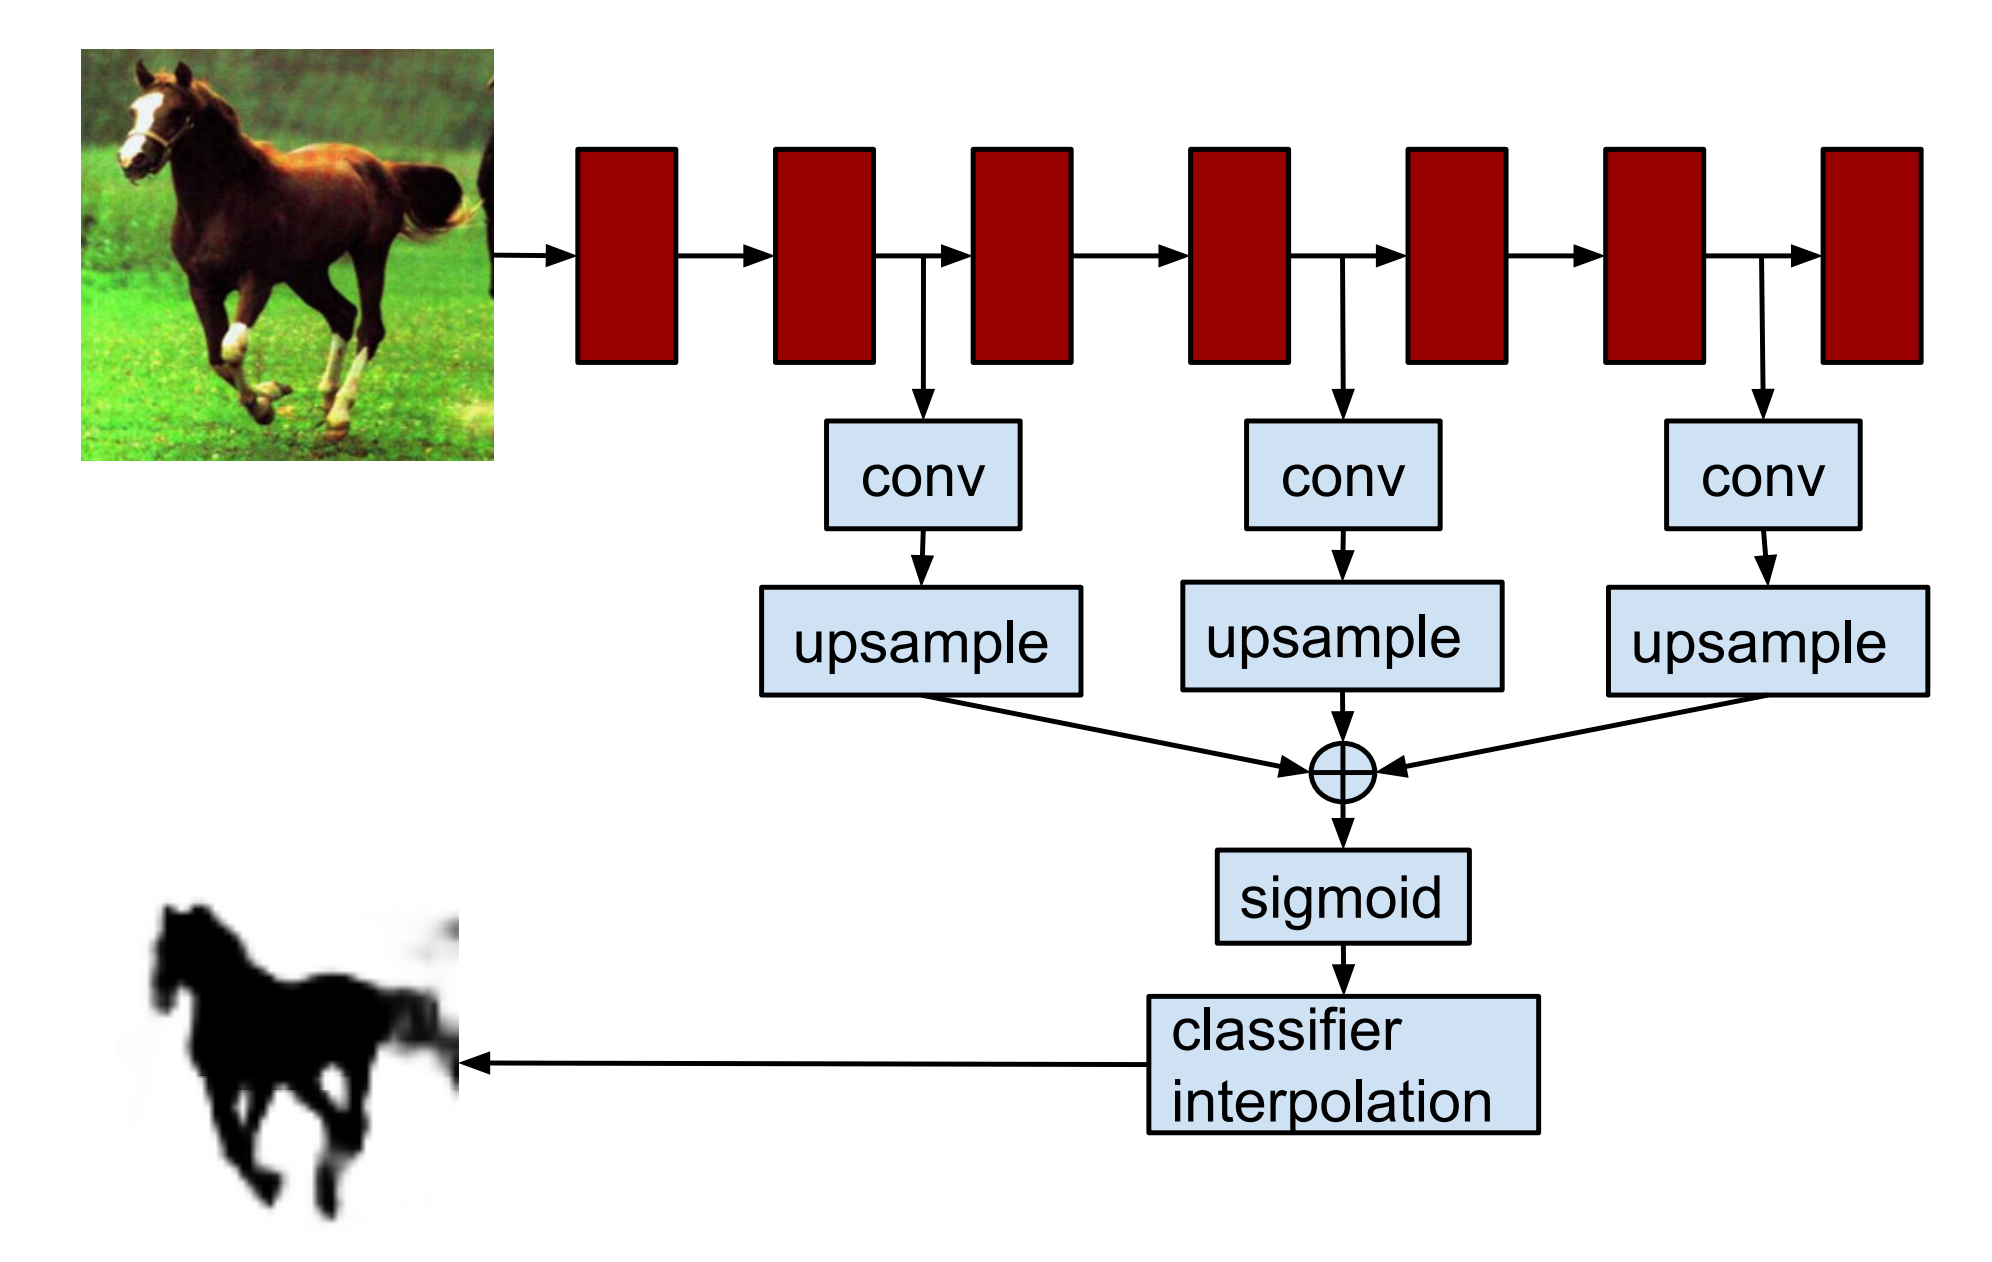 conv
conv
conv
upsample
upsample
upsample
sigmoid
classifier
interpolation